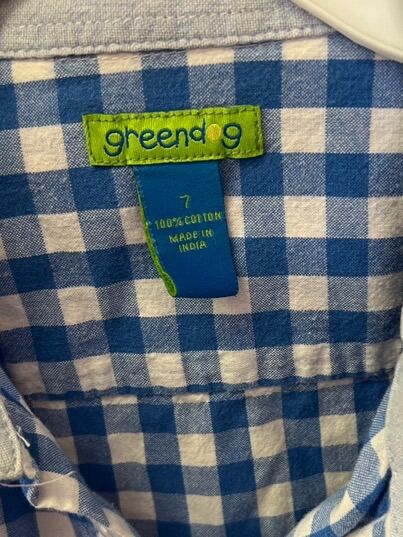 greendog
7
100% COTTON
MADE IN
INDIA